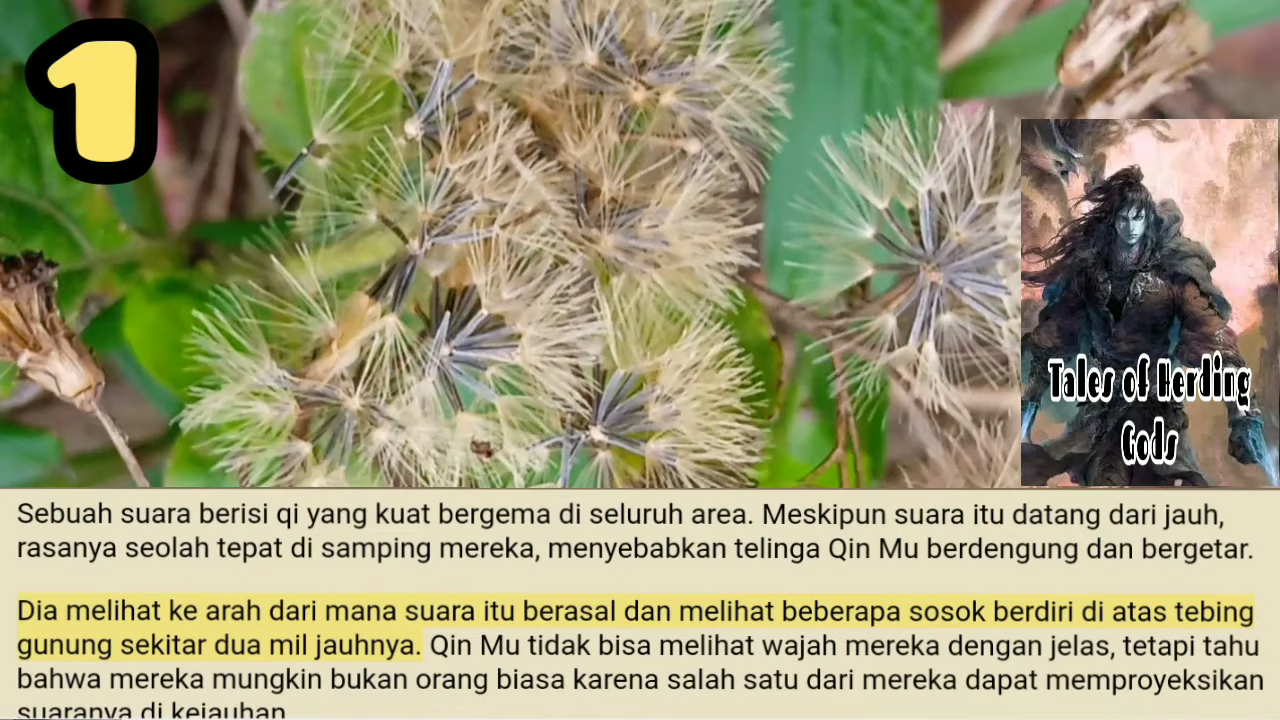 1
Tales of Herding
Gods
Sebuah suara berisi qi yang kuat bergema di seluruh area. Meskipun suara itu datang dari jauh,
rasanya seolah tepat di samping mereka, menyebabkan telinga Qin Mu berdengung dan bergetar.
Dia melihat ke arah dari mana suara itu berasal dan melihat beberapa sosok berdiri di atas tebing
gunung sekitar dua mil jauhnya. Qin Mu tidak bisa melihat wajah mereka dengan jelas, tetapi tahu
bahwa mereka mungkin bukan orang biasa karena salah satu dari mereka dapat memproyeksikan
suaranya di kejauhan